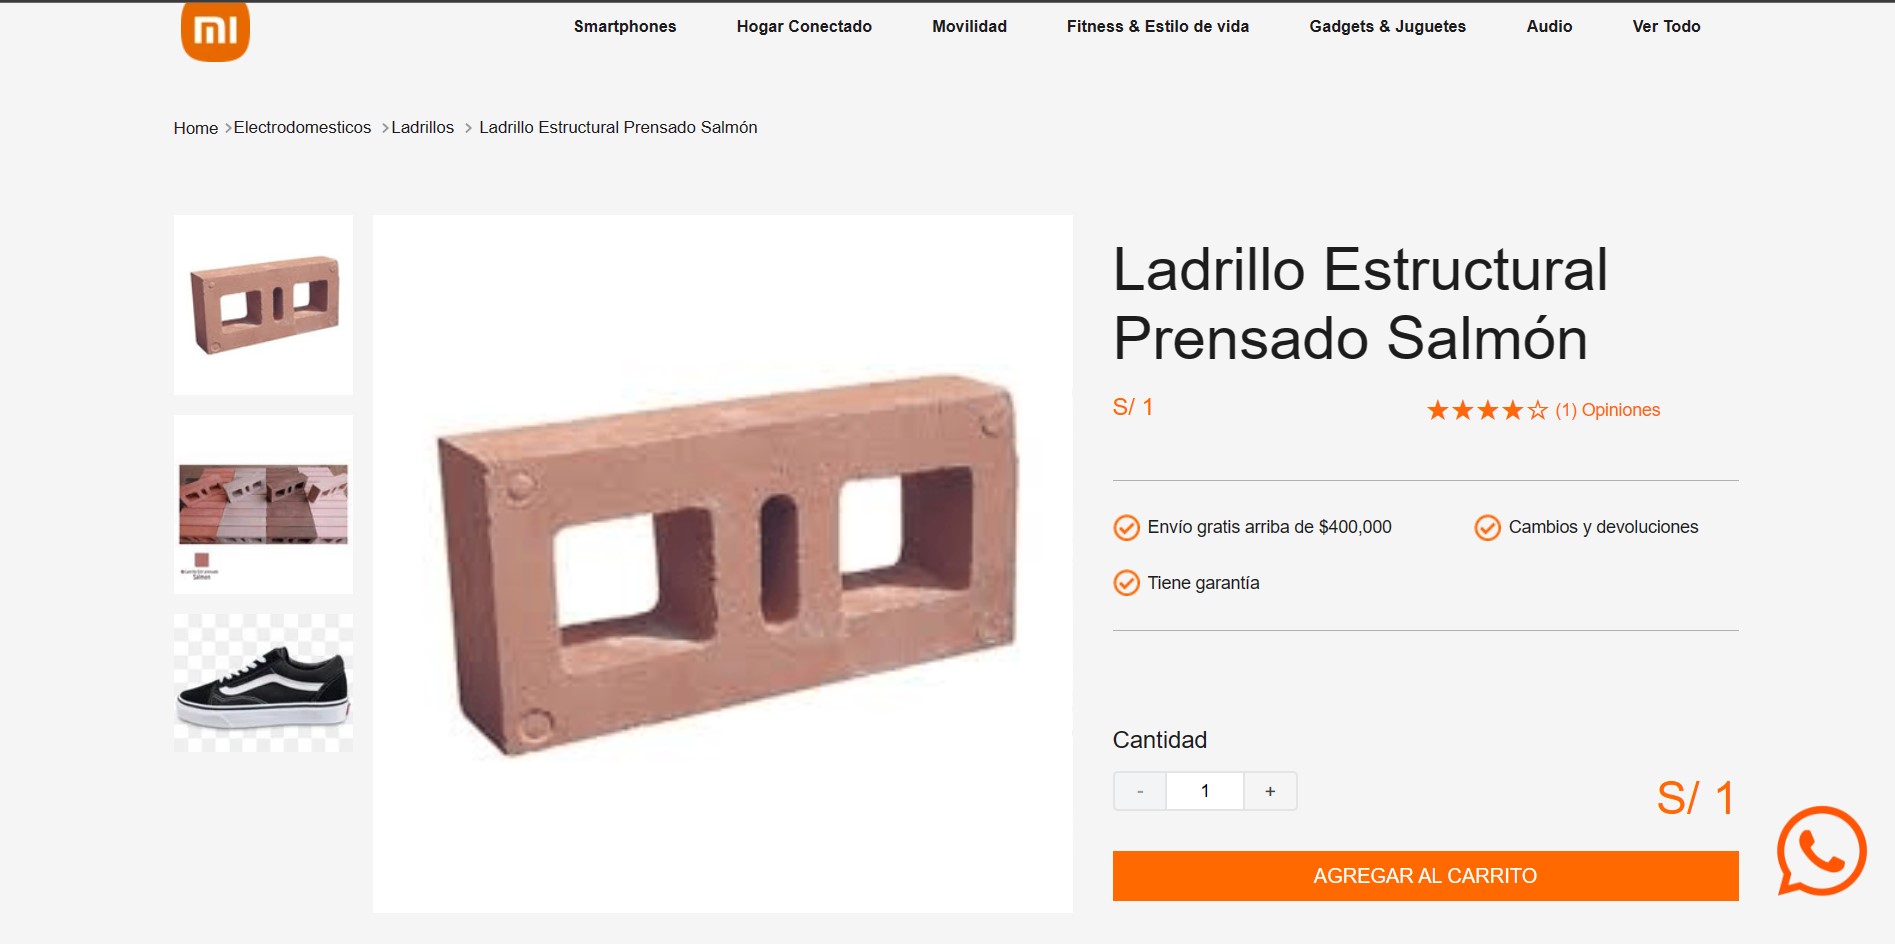 mi
Smartphones
Hogar Conectado
Movilidad
Fitness & Estilo de vida
Gadgets & Juguetes
Audio
Ver Todo
Home > Electrodomesticos > Ladrillos > Ladrillo Estructural Prensado Salmón
Ladrillo Estructural
Prensado Salmón
S/ 1
★★★★☆ (1) Opiniones
Envío gratis arriba de $400,000
Cambios y devoluciones
Tiene garantía
Salmon
Cantidad
- 1 +
S/ 1
AGREGAR AL CARRITO